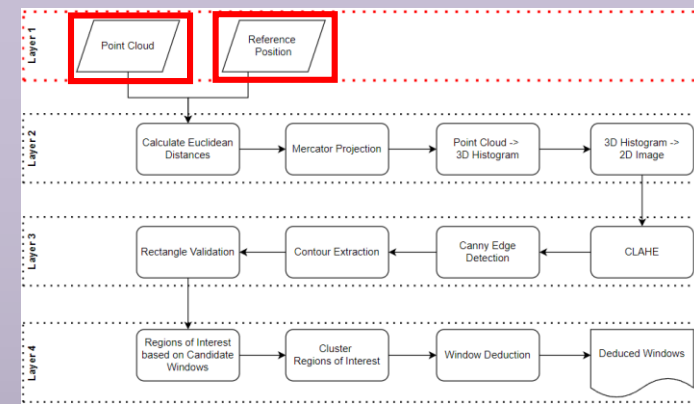 Layer 1
Point Cloud
Reference
Position
Layer 2
Calculate Euclidean
Distances
Mercator Projection
Point Cloud ->
3D Histogram
3D Histogram ->
2D Image
Layer 3
Rectangle Validation
Contour Extraction
Canny Edge
Detection
CLAHE
Layer 4
Regions of Interest
based on Candidate
Windows
Cluster
Regions of Interest
Window Deduction
Deduced Windows